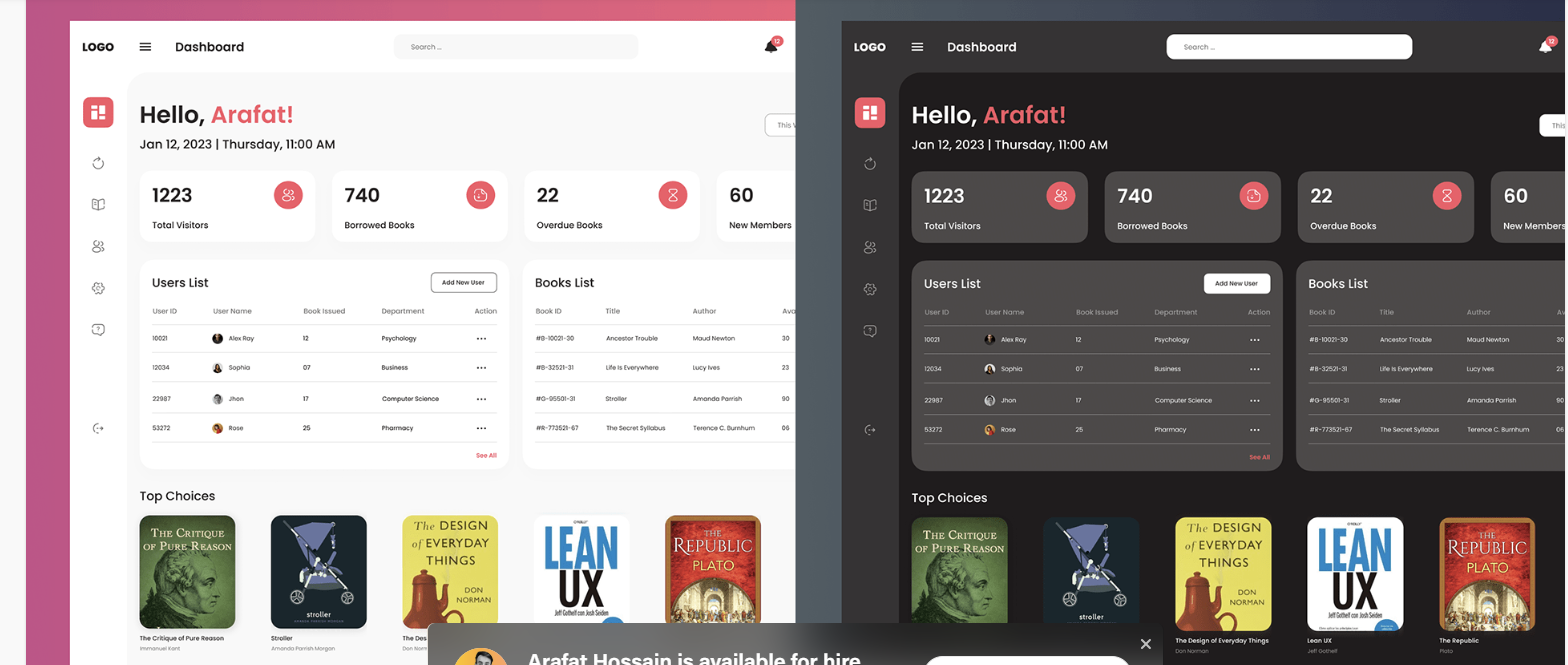 LOGO
Dashboard
Search ...
12
Hello, Arafat!
Jan 12, 2023 | Thursday, 11:00 AM
This
1223
Total Visitors
740
Borrowed Books
22
Overdue Books
60
New Members
Users List
Add New User
User ID User Name Book Issued Department Action
10021 Alex Ray 12 Psychology
12034 Sophia 07 Business
22987 Jhon 17 Computer Science
53272 Rose 25 Pharmacy
See All
Books List
Book ID Title Author Ava
#B-10021-30 Ancestor Trouble Maud Newton 30
#B-32521-31 Life Is Everywhere Lucy Ives 23
#G-95501-31 Stroller Amanda Parrish 90
#R-773521-67 The Secret Syllabus Terence C. Burnhum 06
Top Choices
THE CRITIQUE
OF PURE REASON
stroller
The DESIGN
of EVERYDAY
THINGS
DON
NORMAN
O'REILLY
LEAN
UX
Jeff Gothelf con Josh Seiden
THE
REPUBLIC
PLATO
The Critique of Pure Reason
Immanuel Kant
Stroller
Amanda Parrish Morgan
The Des
Don Norm
LOGO
Dashboard
Search ...
12
Hello, Arafat!
Jan 12, 2023 | Thursday, 11:00 AM
This
1223
Total Visitors
740
Borrowed Books
22
Overdue Books
60
New Members
Users List
Add New User
User ID User Name Book Issued Department Action
10021 Alex Ray 12 Psychology
12034 Sophia 07 Business
22987 Jhon 17 Computer Science
53272 Rose 25 Pharmacy
See All
Books List
Book ID Title Author Av
#B-10021-30 Ancestor Trouble Maud Newton 30
#B-32521-31 Life Is Everywhere Lucy Ives 23
#G-95501-31 Stroller Amanda Parrish 90
#R-773521-67 The Secret Syllabus Terence C. Burnhum 06
Top Choices
THE CRITIQUE
OF PURE REASON
stroller
The DESIGN
of EVERYDAY
THINGS
DON
NORMAN
O'REILLY
LEAN
UX
Jeff Gothelf con Josh Seiden
THE
REPUBLIC
PLATO
The Design of Everyday Things
Don Norman
Lean UX
Jeff Gothelf
The Republic
Plato
Arafat Hossain is available for hire